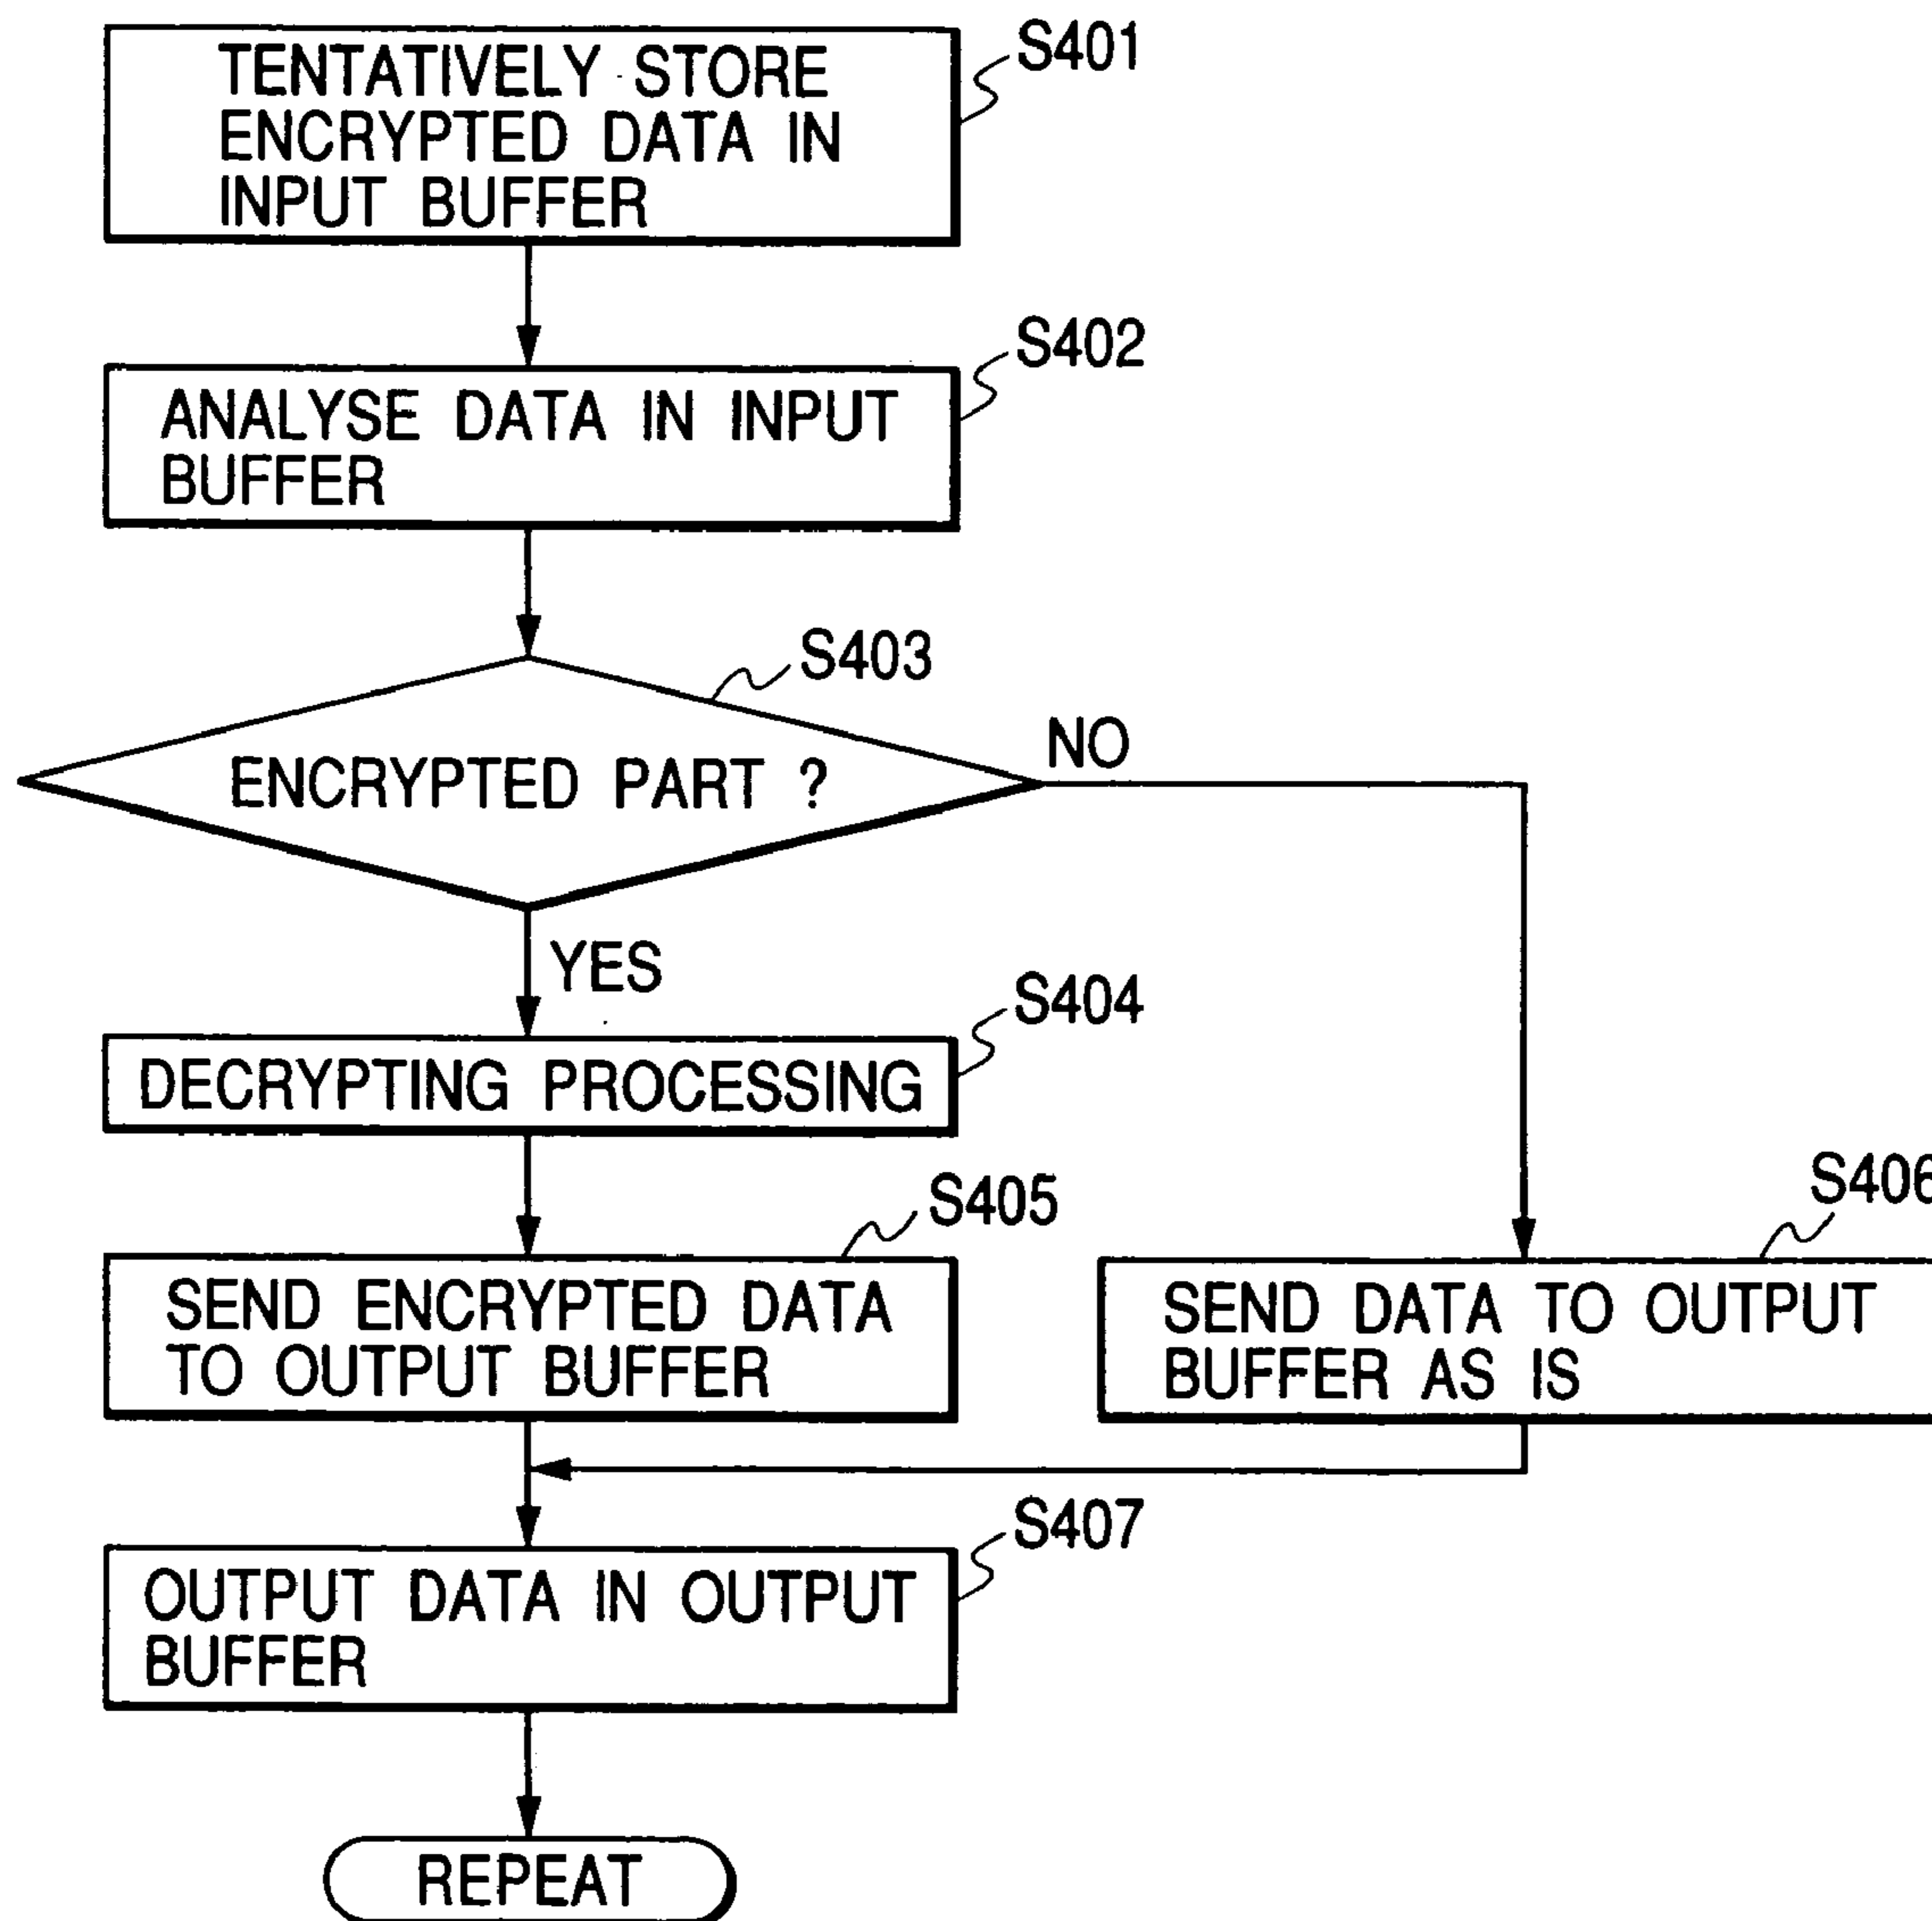 S401
TENTATIVELY STORE
ENCRYPTED DATA IN
INPUT BUFFER
S402
ANALYSE DATA IN INPUT
BUFFER
S403
ENCRYPTED PART ?
NO
YES
S404
DECRYPTING PROCESSING
S405
SEND ENCRYPTED DATA
TO OUTPUT BUFFER
S406
SEND DATA TO OUTPUT
BUFFER AS IS
S407
OUTPUT DATA IN OUTPUT
BUFFER
REPEAT